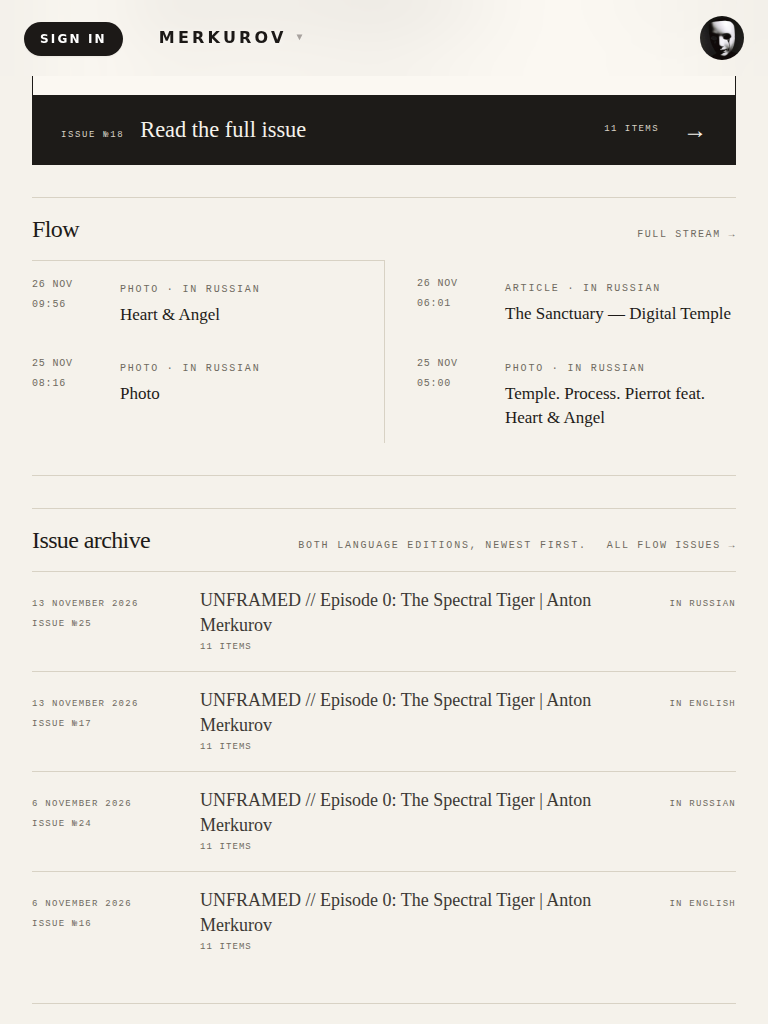 SIGN IN
MERKUROV ▼
ISSUE №18 Read the full issue 11 ITEMS →
Flow
FULL STREAM →
26 NOV
09:56
PHOTO · IN RUSSIAN
Heart & Angel
26 NOV
06:01
ARTICLE · IN RUSSIAN
The Sanctuary — Digital Temple
25 NOV
08:16
PHOTO · IN RUSSIAN
Photo
25 NOV
05:00
PHOTO · IN RUSSIAN
Temple. Process. Pierrot feat.
Heart & Angel
Issue archive
BOTH LANGUAGE EDITIONS, NEWEST FIRST. ALL FLOW ISSUES →
13 NOVEMBER 2026
ISSUE №25
UNFRAMED // Episode 0: The Spectral Tiger | Anton
Merkurov
11 ITEMS
IN RUSSIAN
13 NOVEMBER 2026
ISSUE №17
UNFRAMED // Episode 0: The Spectral Tiger | Anton
Merkurov
11 ITEMS
IN ENGLISH
6 NOVEMBER 2026
ISSUE №24
UNFRAMED // Episode 0: The Spectral Tiger | Anton
Merkurov
11 ITEMS
IN RUSSIAN
6 NOVEMBER 2026
ISSUE №16
UNFRAMED // Episode 0: The Spectral Tiger | Anton
Merkurov
11 ITEMS
IN ENGLISH